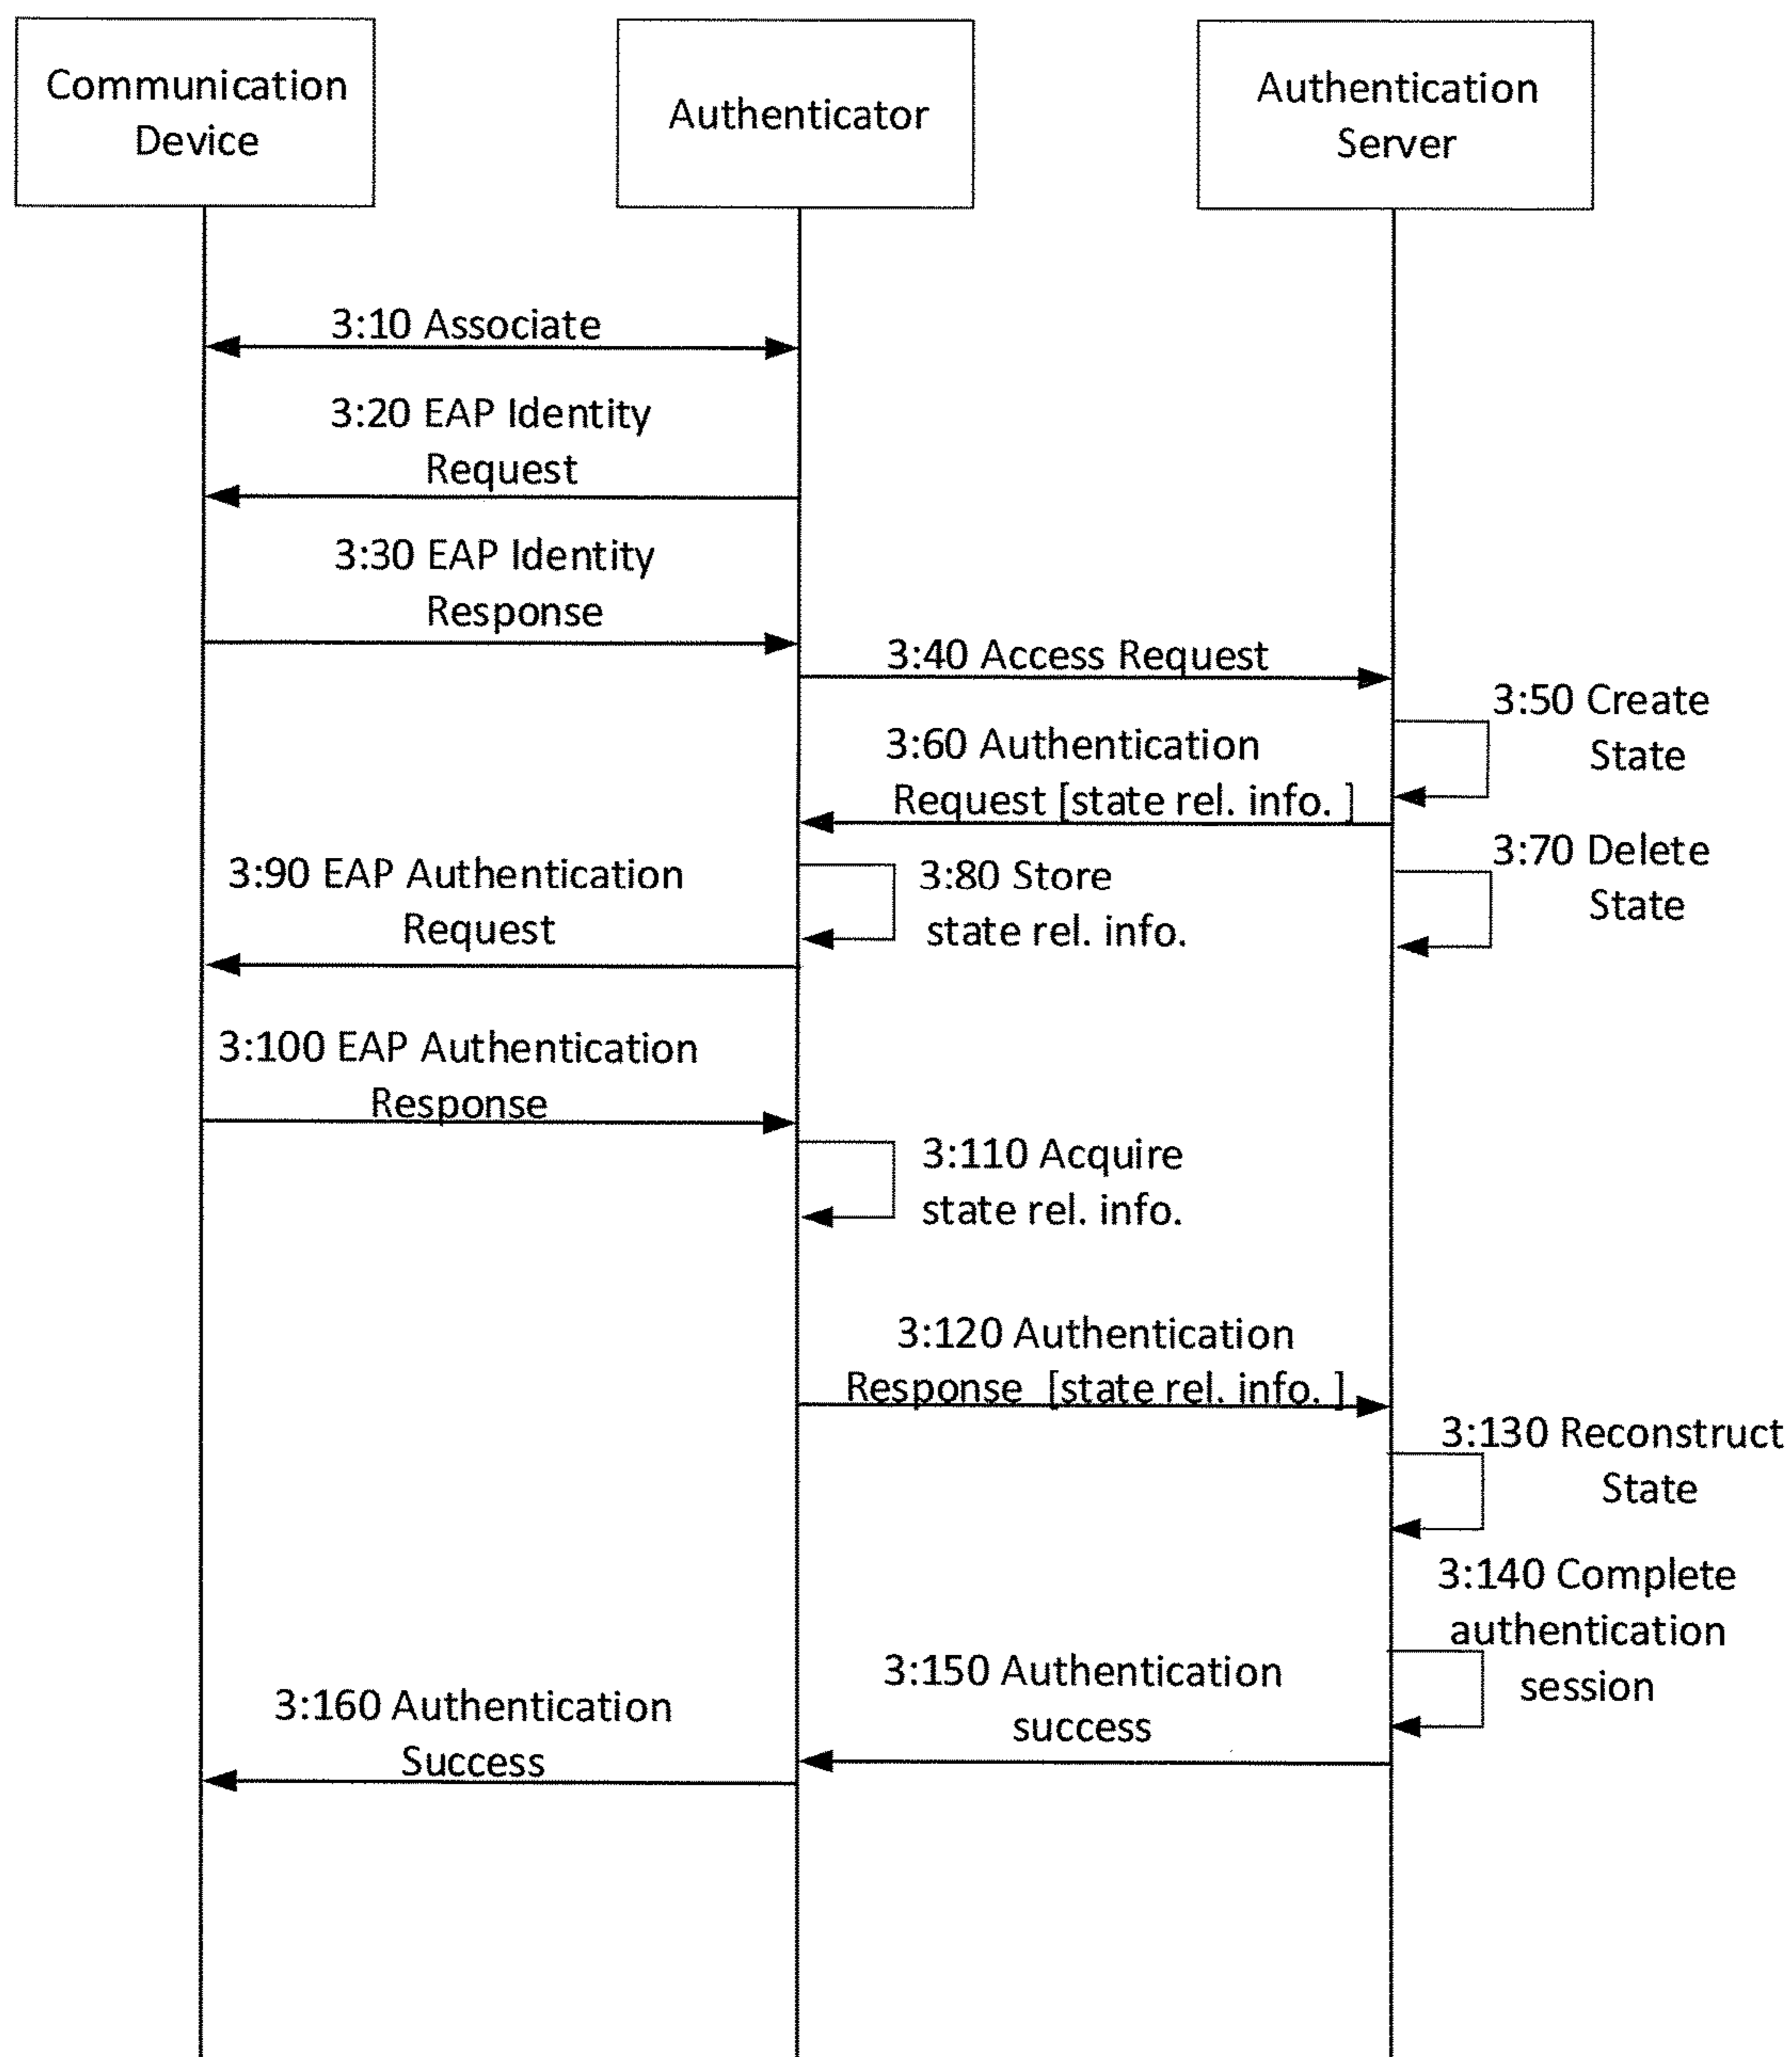 Communication
Device
Authenticator
Authentication
Server
3:10 Associate
3:20 EAP Identity
Request
3:30 EAP Identity
Response
3:40 Access Request
3:50 Create
State
3:60 Authentication
Request [state rel. info. ]
3:70 Delete
State
3:80 Store
state rel. info.
3:90 EAP Authentication
Request
3:100 EAP Authentication
Response
3:110 Acquire
state rel. info.
3:120 Authentication
Response [state rel. info. ]
3:130 Reconstruct
State
3:140 Complete
authentication
session
3:150 Authentication
success
3:160 Authentication
Success